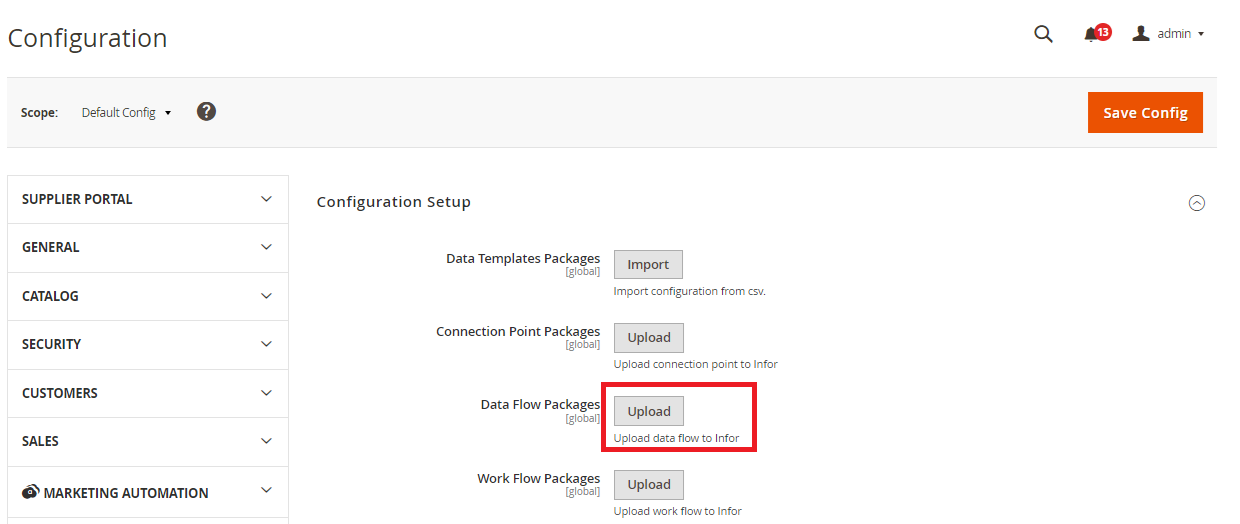 Configuration
13
admin
Scope: Default Config ?
Save Config
SUPPLIER PORTAL
GENERAL
CATALOG
SECURITY
CUSTOMERS
SALES
MARKETING AUTOMATION
Configuration Setup
Data Templates Packages
[global]
Import
Import configuration from csv.
Connection Point Packages
[global]
Upload
Upload connection point to Infor
Data Flow Packages
[global]
Upload
Upload data flow to Infor
Work Flow Packages
[global]
Upload
Upload work flow to Infor